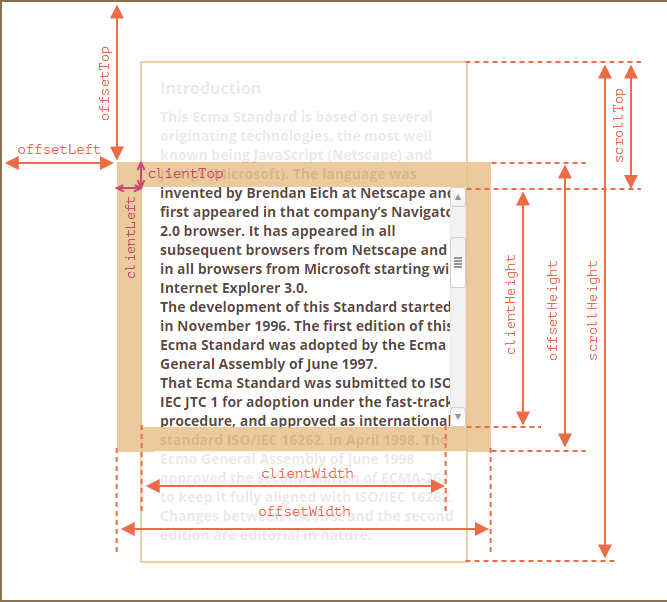 offsetTop
Introduction
This Ecma Standard is based on several
originating technologies, the most well
known being JavaScript (Netscape) and
scrollTop
offsetLeft
clientTop
(Microsoft). The language was
clientLeft
invented by Brendan Eich at Netscape and
first appeared in that company's Navigato
2.0 browser. It has appeared in all
subsequent browsers from Netscape and
in all browsers from Microsoft starting wi
Internet Explorer 3.0.
The development of this Standard started
in November 1996. The first edition of this
Ecma Standard was adopted by the Ecma
General Assembly of June 1997.
That Ecma Standard was submitted to ISO
IEC JTC 1 for adoption under the fast-track
procedure, and approved as international
clientHeight
offsetHeight
scrollHeight
standard ISO/IEC 16262, in April 1998. The
Ecma General Assembly of June 1998
clientWidth
approved the second edition of ECMA-26
to keep it fully aligned with ISO/IEC 16262.
offsetWidth
Changes between the first and the second
edition are editorial in nature.